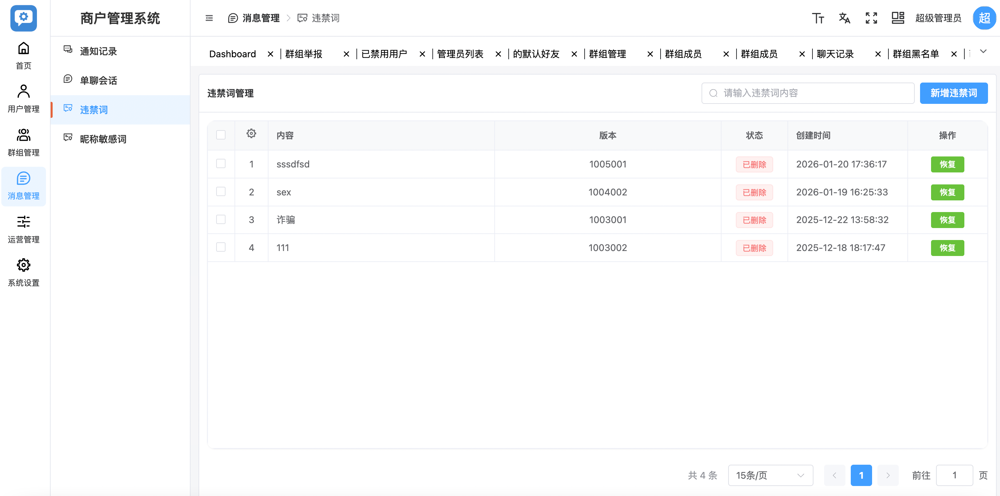 商户管理系统
消息管理
违禁词
超级管理员
超
首页
用户管理
群组管理
消息管理
运营管理
系统设置
通知记录
单聊会话
违禁词
昵称敏感词
Dashboard 群组举报 已禁用用户 管理员列表 的默认好友 群组管理 群组成员 群组成员 聊天记录 群组黑名单
违禁词管理
请输入违禁词内容
新增违禁词
内容 版本 状态 创建时间 操作
1 sssdfsd 1005001 已删除 2026-01-20 17:36:17 恢复
2 sex 1004002 已删除 2026-01-19 16:25:33 恢复
3 诈骗 1003001 已删除 2025-12-22 13:58:32 恢复
4 111 1003002 已删除 2025-12-18 18:17:47 恢复
共 4 条 15条/页 1 前往 1 页